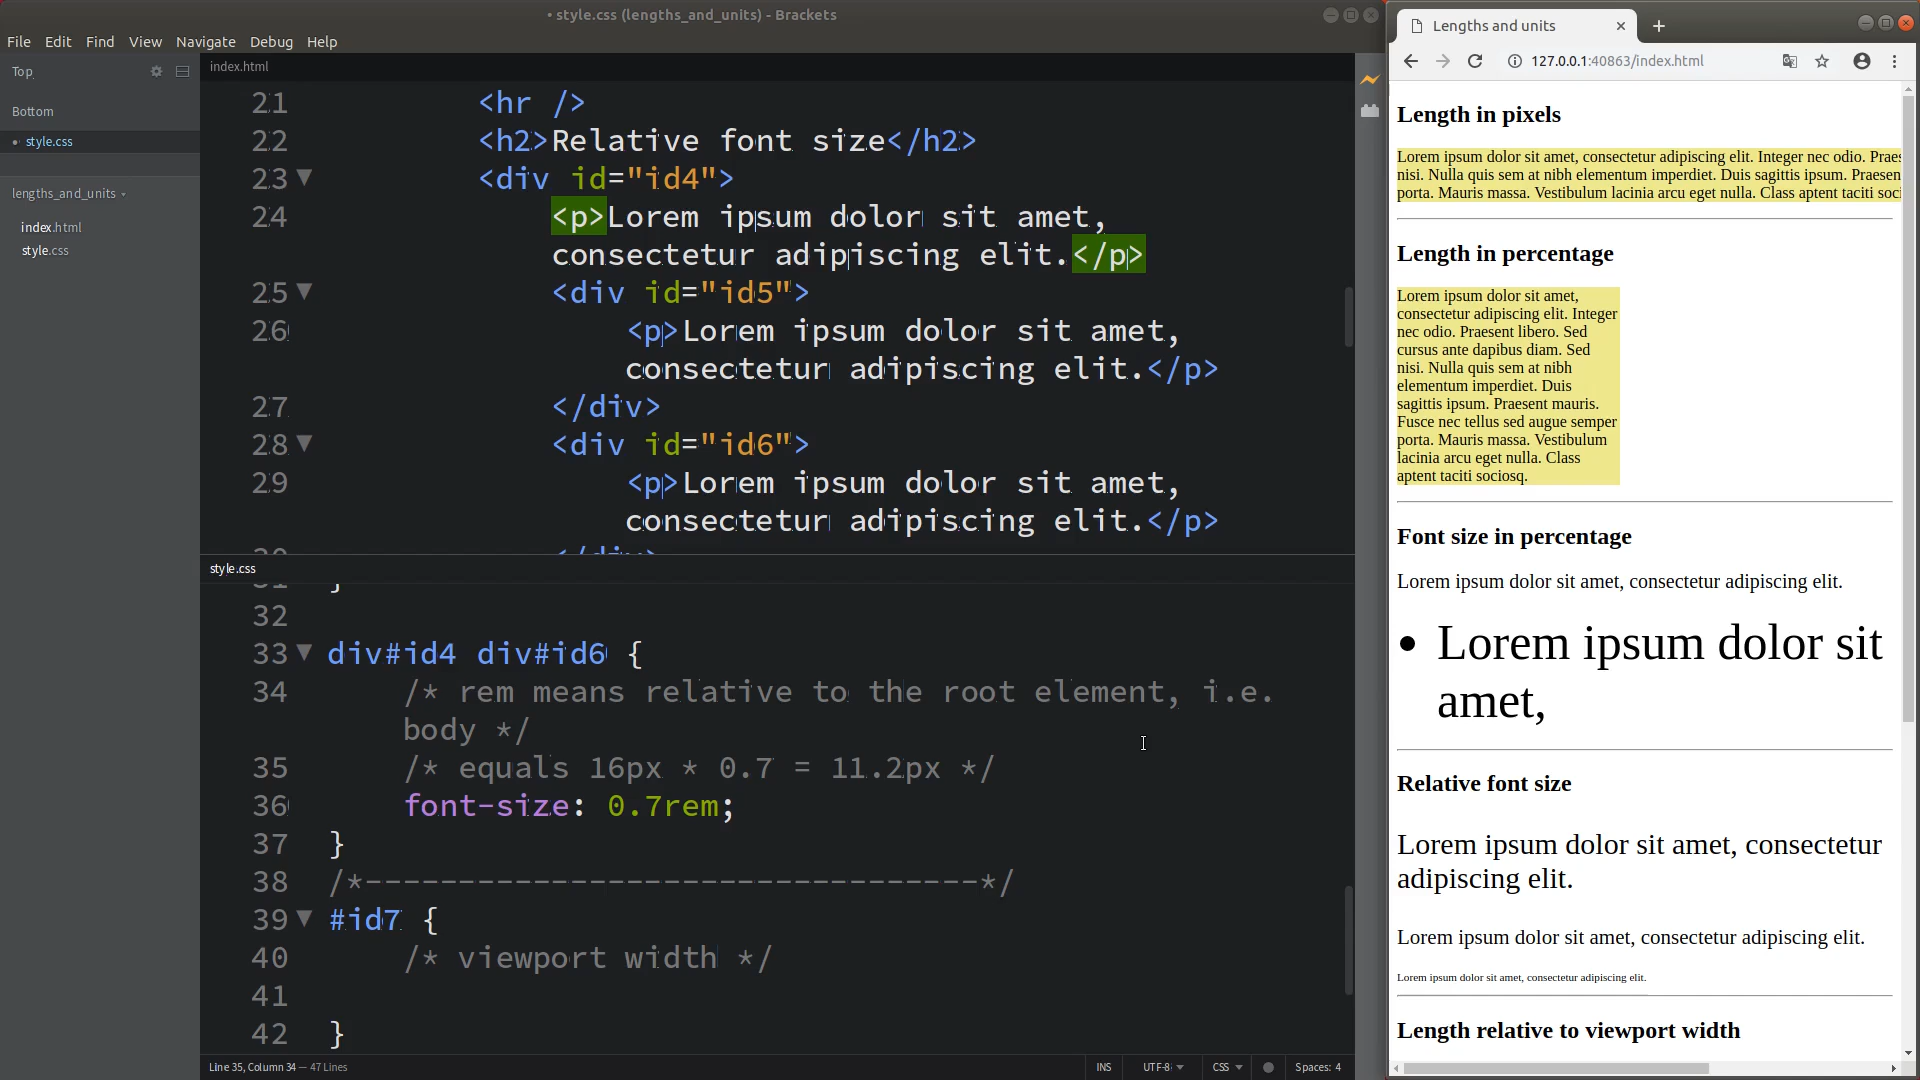 • style.css (lengths_and_units) - Brackets
File Edit Find View Navigate Debug Help
Top
Bottom
• style.css
lengths_and_units
index.html
style.css
index.html
21 <hr />
22 <h2>Relative font size</h2>
23 <div id="id4">
24 <p>Lorem ipsum dolor sit amet,
consectetur adipiscing elit.</p>
25 <div id="id5">
26 <p>Lorem ipsum dolor sit amet,
consectetur adipiscing elit.</p>
27 </div>
28 <div id="id6">
29 <p>Lorem ipsum dolor sit amet,
consectetur adipiscing elit.</p>
30 </div>
style.css
31 }
32
33 div#id4 div#id6 {
34 /* rem means relative to the root element, i.e.
body */
35 /* equals 16px * 0.7 = 11.2px */
36 font-size: 0.7rem;
37 }
38 /*---------------------------------*/
39 #id7 {
40 /* viewport width */
41
42 }
Line 35, Column 34 — 47 Lines
INS UTF-8 CSS Spaces: 4
Lengths and units
127.0.0.1:40863/index.html
Length in pixels
Lorem ipsum dolor sit amet, consectetur adipiscing elit. Integer nec odio. Praes
nisi. Nulla quis sem at nibh elementum imperdiet. Duis sagittis ipsum. Praesen
porta. Mauris massa. Vestibulum lacinia arcu eget nulla. Class aptent taciti soci
Length in percentage
Lorem ipsum dolor sit amet,
consectetur adipiscing elit. Integer
nec odio. Praesent libero. Sed
cursus ante dapibus diam. Sed
nisi. Nulla quis sem at nibh
elementum imperdiet. Duis
sagittis ipsum. Praesent mauris.
Fusce nec tellus sed augue semper
porta. Mauris massa. Vestibulum
lacinia arcu eget nulla. Class
aptent taciti sociosq.
Font size in percentage
Lorem ipsum dolor sit amet, consectetur adipiscing elit.
• Lorem ipsum dolor sit
amet,
Relative font size
Lorem ipsum dolor sit amet, consectetur
adipiscing elit.
Lorem ipsum dolor sit amet, consectetur adipiscing elit.
Lorem ipsum dolor sit amet, consectetur adipiscing elit.
Length relative to viewport width